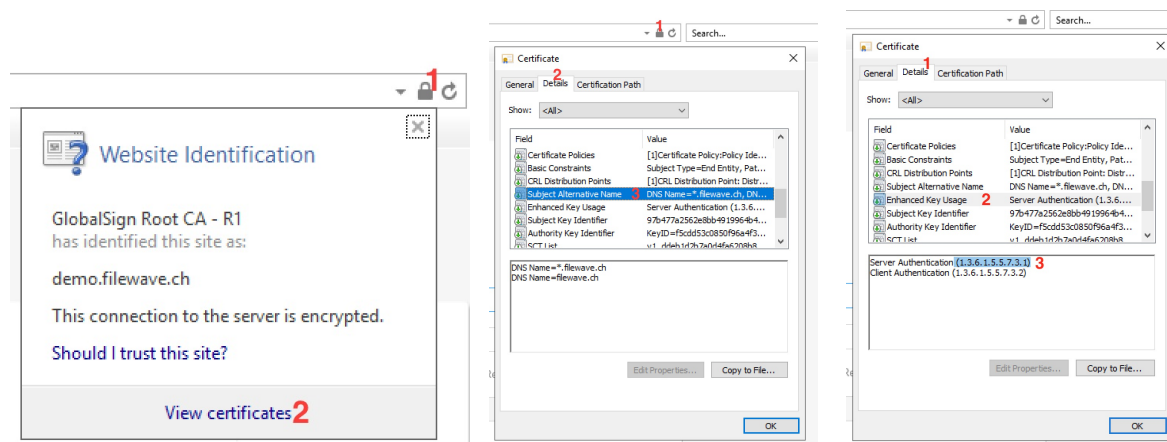 1
Website Identification
GlobalSign Root CA - R1
has identified this site as:
demo.filewave.ch
This connection to the server is encrypted.
Should I trust this site?
View certificates 2
1
Search...
Certificate
2
General Details Certification Path
Show: <All>
Field Value
Certificate Policies [1]Certificate Policy:Policy Ide...
Basic Constraints Subject Type=End Entity, Pat...
CRL Distribution Points [1]CRL Distribution Point: Distr...
Subject Alternative Name 3 DNS Name=*.filewave.ch, DN...
Enhanced Key Usage Server Authentication (1.3.6....
Subject Key Identifier 97b477a2562e8bb4919964b4...
Authority Key Identifier KeyID=f5cdd53c0850f96a4f3...
SCT List v1, ddeb1d2b7a0d4fa6208b8...
DNS Name=*.filewave.ch
DNS Name=filewave.ch
Edit Properties... Copy to File...
OK
Search...
Certificate
1
General Details Certification Path
Show: <All>
Field Value
Certificate Policies [1]Certificate Policy:Policy Ide...
Basic Constraints Subject Type=End Entity, Pat...
CRL Distribution Points [1]CRL Distribution Point: Distr...
Subject Alternative Name DNS Name=*.filewave.ch, DN...
Enhanced Key Usage 2 Server Authentication (1.3.6....
Subject Key Identifier 97b477a2562e8bb4919964b4...
Authority Key Identifier KeyID=f5cdd53c0850f96a4f3...
SCT List v1, ddeb1d2b7a0d4fa6208b8...
Server Authentication (1.3.6.1.5.5.7.3.1) 3
Client Authentication (1.3.6.1.5.5.7.3.2)
Edit Properties... Copy to File...
OK